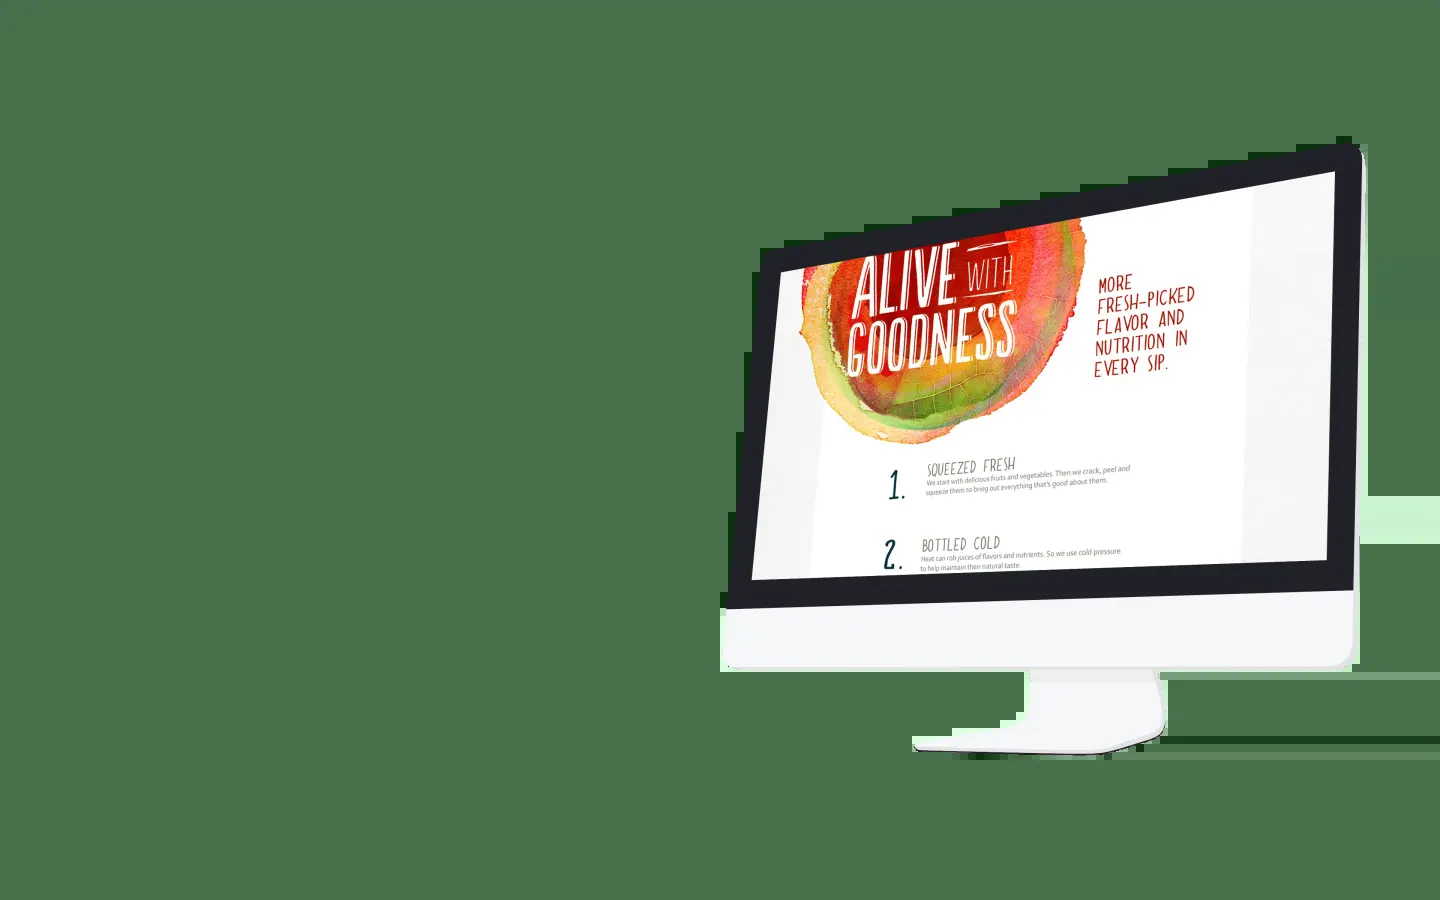 ALIVE WITH
GOODNESS
MORE
FRESH-PICKED
FLAVOR AND
NUTRITION IN
EVERY SIP.
1. SQUEEZED FRESH
We start with delicious fruits and vegetables. Then we crack, peel and
squeeze them to bring out everything that's good about them.
2. BOTTLED COLD
Heat can rob juices of flavors and nutrients. So we use cold pressure
to help maintain their natural taste.